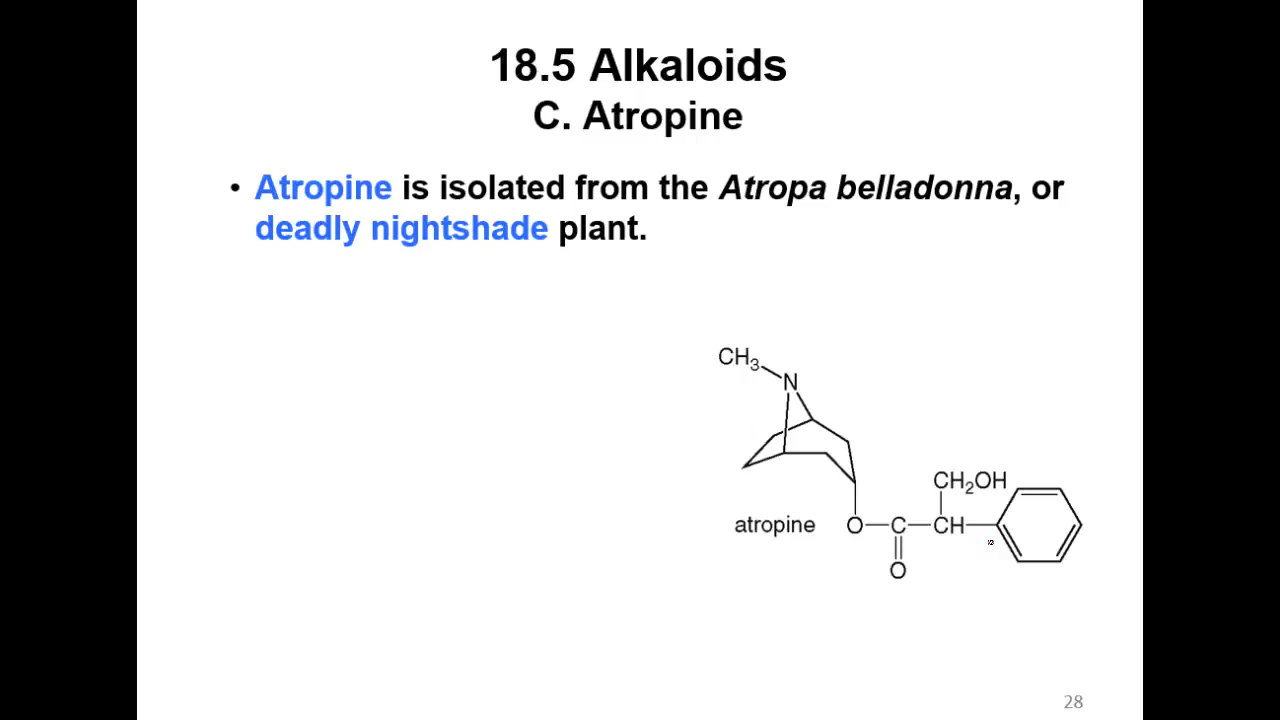 18.5 Alkaloids
C. Atropine
• Atropine is isolated from the Atropa belladonna, or
deadly nightshade plant.
CH₃
N
CH₂OH
atropine O C CH
O
28